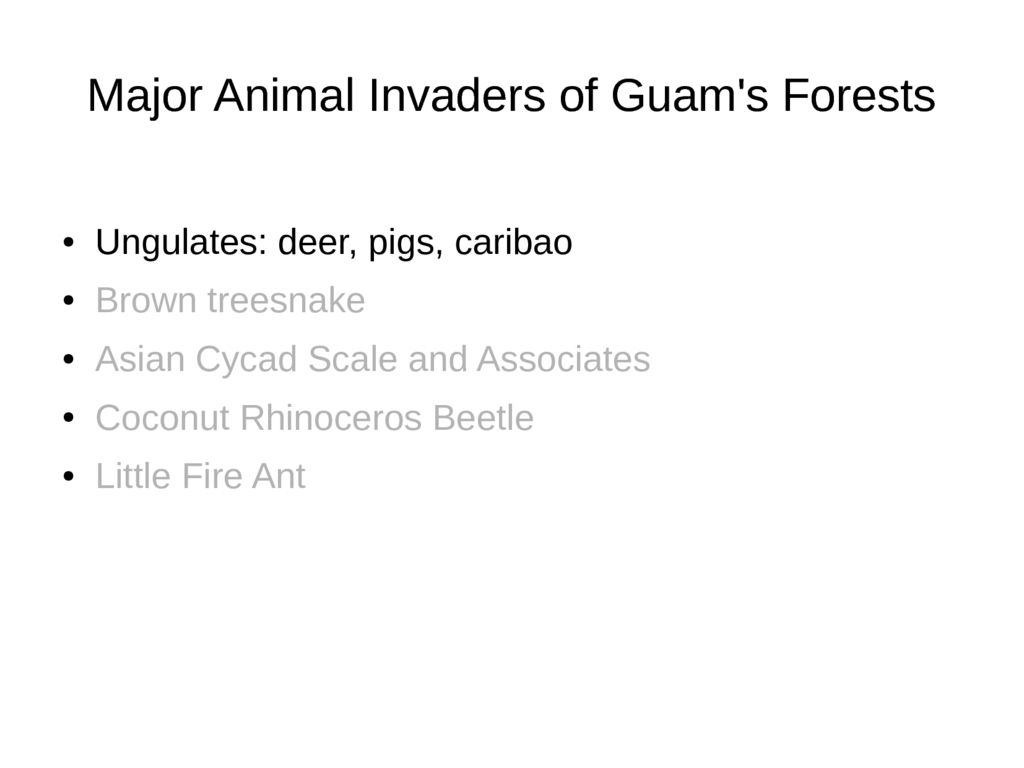 Major Animal Invaders of Guam's Forests
• Ungulates: deer, pigs, caribao
• Brown treesnake
• Asian Cycad Scale and Associates
• Coconut Rhinoceros Beetle
• Little Fire Ant